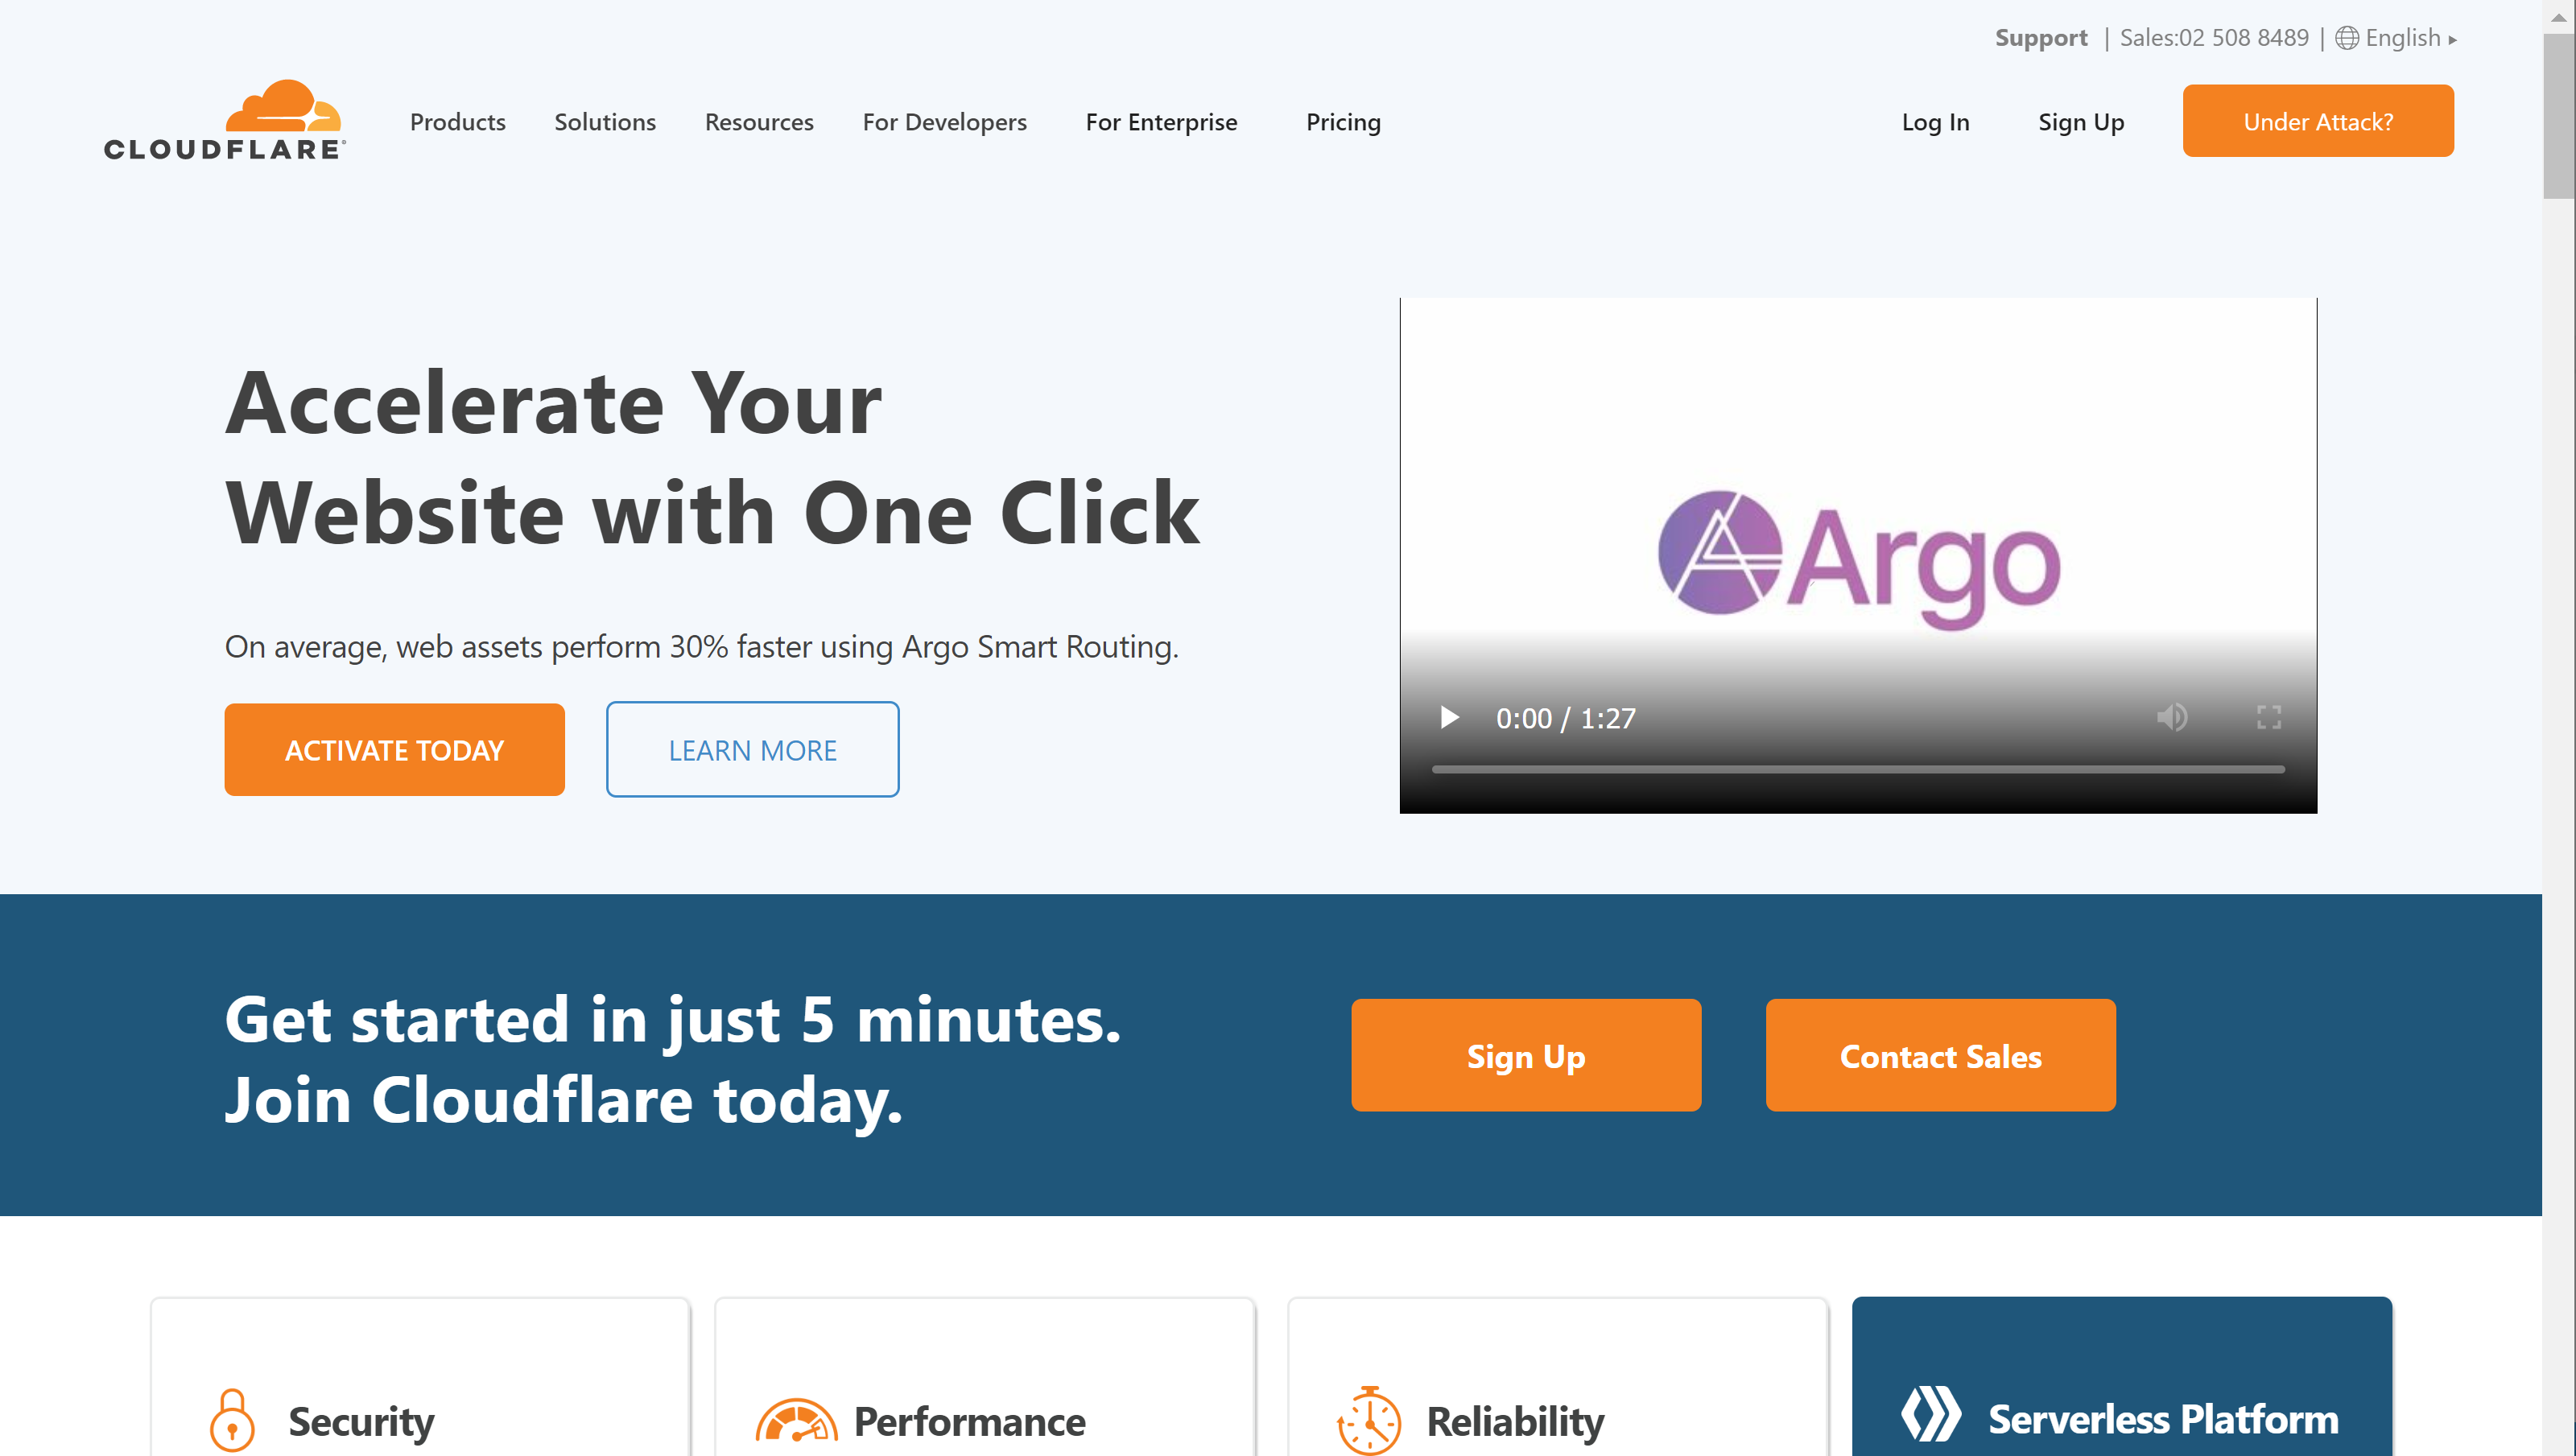 Support | Sales:02 508 8489 | English ▸
CLOUDFLARE
Products Solutions Resources For Developers For Enterprise Pricing Log In Sign Up Under Attack?
Accelerate Your
Website with One Click
On average, web assets perform 30% faster using Argo Smart Routing.
ACTIVATE TODAY LEARN MORE
Argo
0:00 / 1:27
Get started in just 5 minutes.
Join Cloudflare today.
Sign Up Contact Sales
Security Performance Reliability Serverless Platform